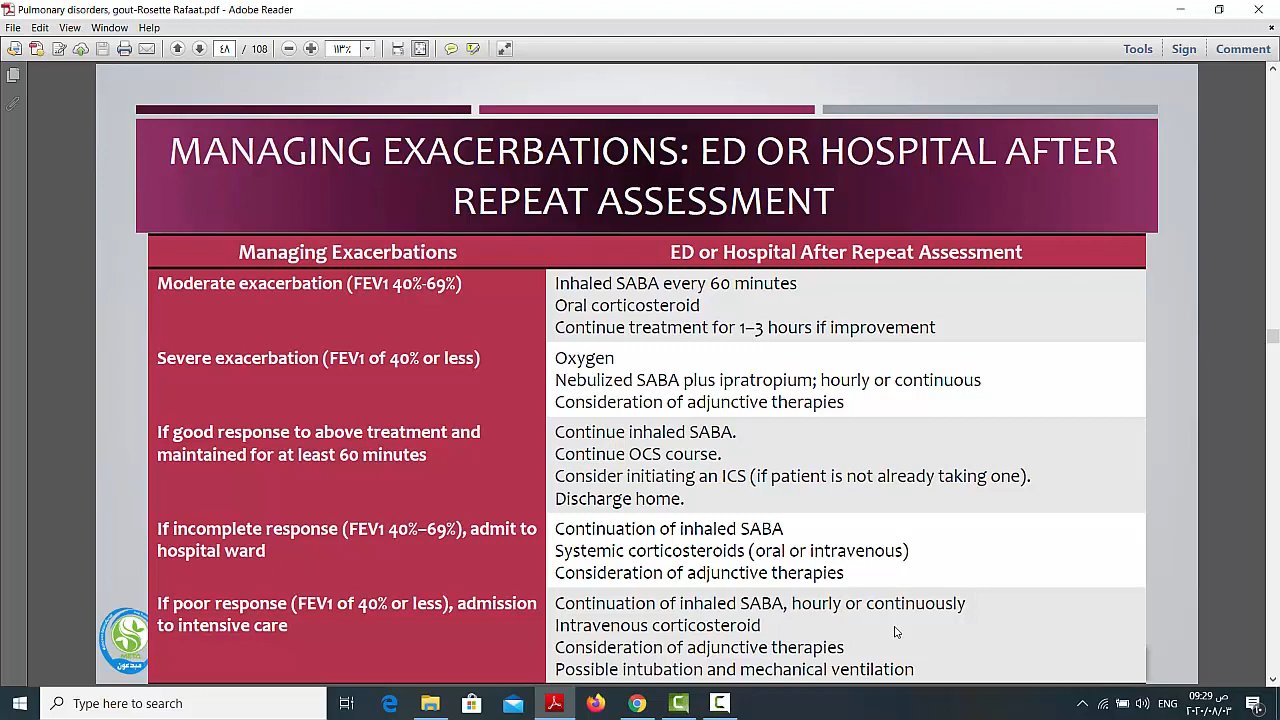 Pulmonary disorders, gout-Rosette Rafaat.pdf - Adobe Reader
File Edit View Window Help
٤٨ / 108 ١١٣٪ Tools Sign Comment
MANAGING EXACERBATIONS: ED OR HOSPITAL AFTER
REPEAT ASSESSMENT
Managing Exacerbations ED or Hospital After Repeat Assessment
Moderate exacerbation (FEV1 40%-69%)
Inhaled SABA every 60 minutes
Oral corticosteroid
Continue treatment for 1–3 hours if improvement
Severe exacerbation (FEV1 of 40% or less)
Oxygen
Nebulized SABA plus ipratropium; hourly or continuous
Consideration of adjunctive therapies
If good response to above treatment and
maintained for at least 60 minutes
Continue inhaled SABA.
Continue OCS course.
Consider initiating an ICS (if patient is not already taking one).
Discharge home.
If incomplete response (FEV1 40%–69%), admit to
hospital ward
Continuation of inhaled SABA
Systemic corticosteroids (oral or intravenous)
Consideration of adjunctive therapies
If poor response (FEV1 of 40% or less), admission
to intensive care
Continuation of inhaled SABA, hourly or continuously
Intravenous corticosteroid
Consideration of adjunctive therapies
Possible intubation and mechanical ventilation
ميدعون
Type here to search
09:29 ص
٢٠٢٠/٠٨/٠٣